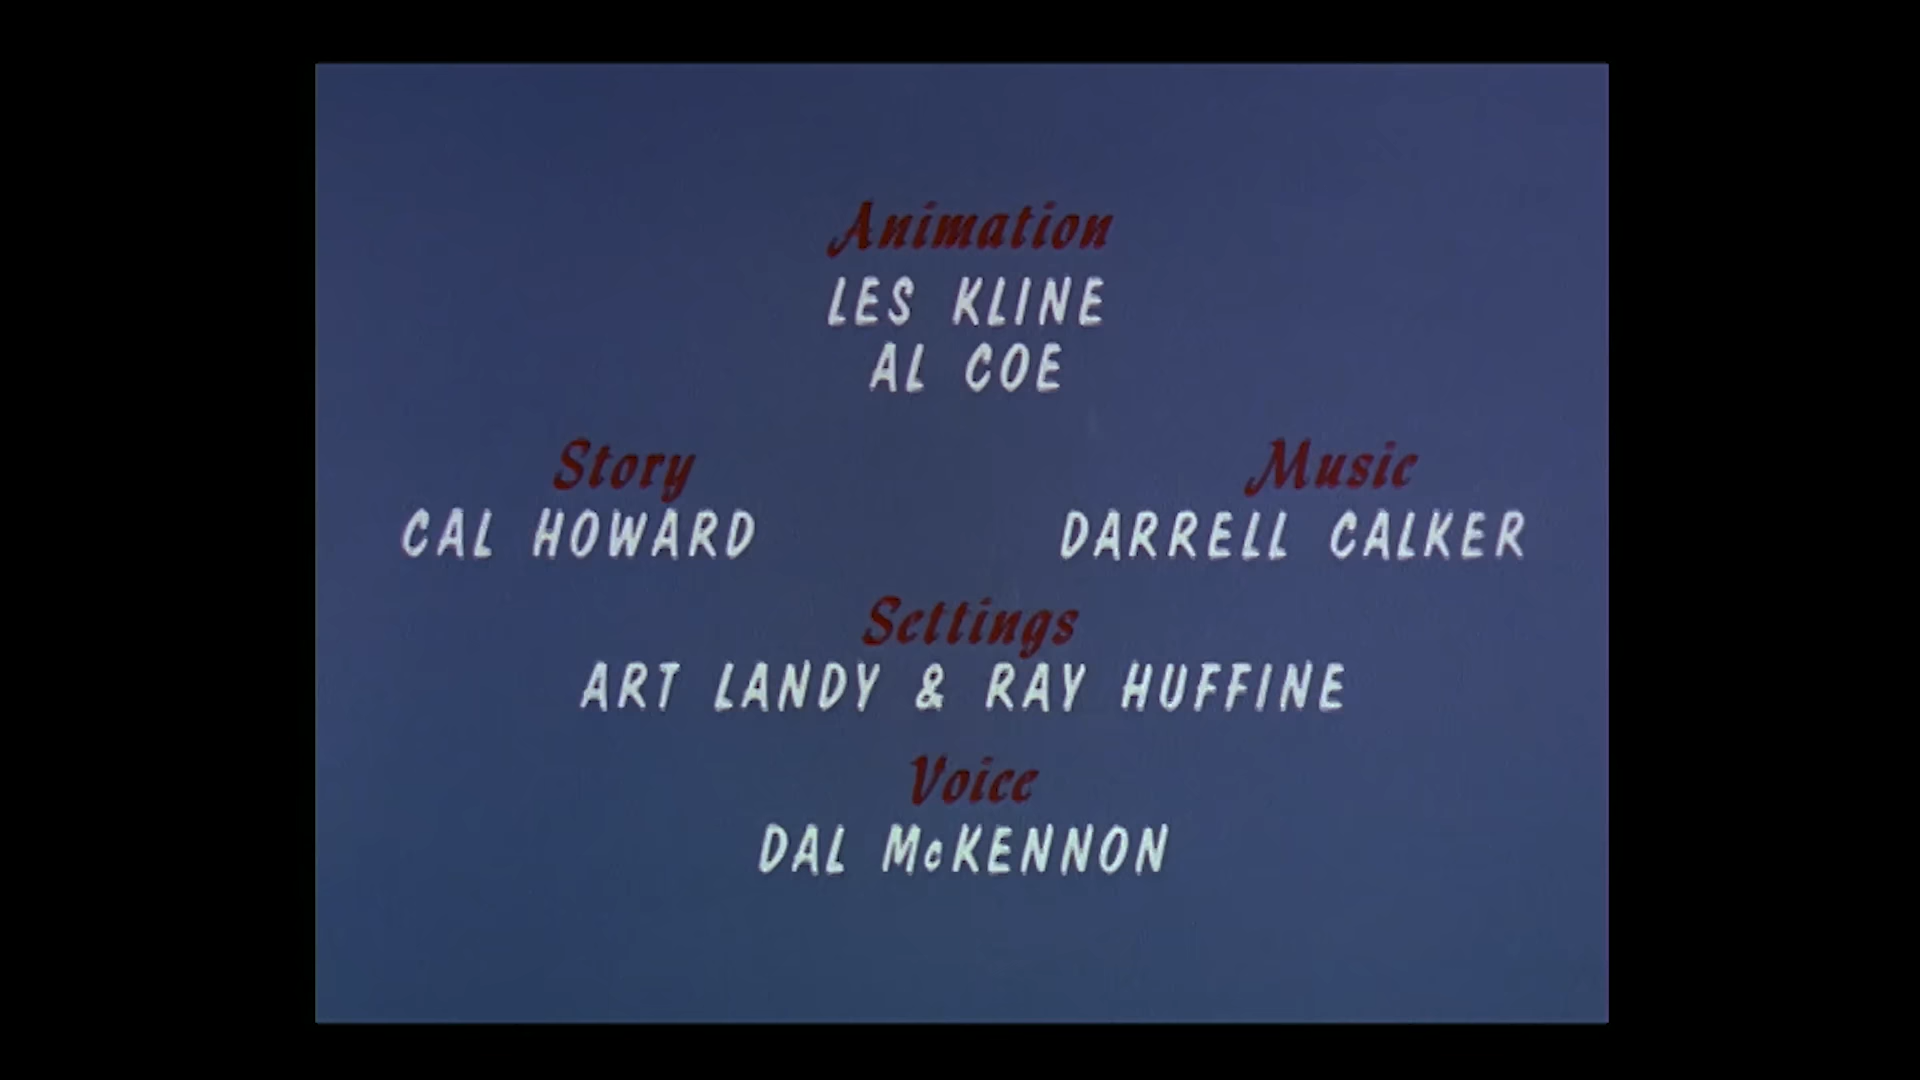 Animation
LES KLINE
AL COE
Story
CAL HOWARD
Music
DARRELL CALKER
Settings
ART LANDY & RAY HUFFINE
Voice
DAL McKENNON